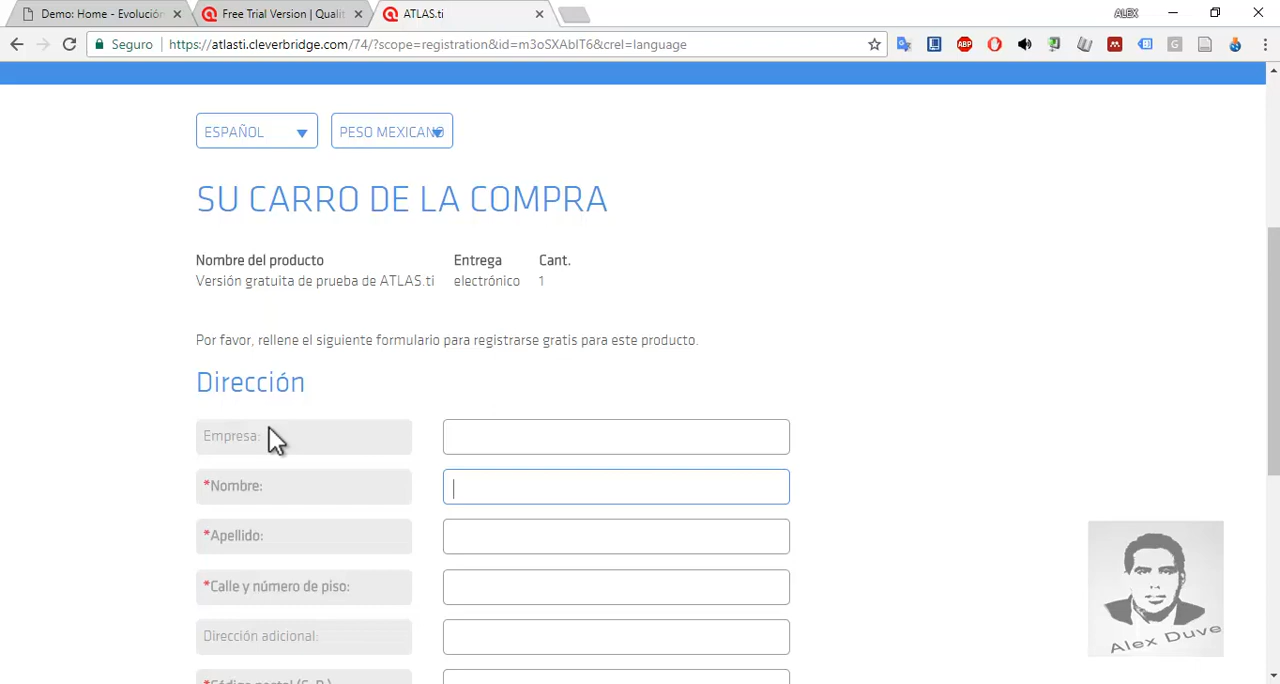 Demo: Home - Evolución
Free Trial Version | Qualit
ATLAS.ti
ALEX
Seguro
https://atlasti.cleverbridge.com/74/?scope=registration&id=m3oSXAbIT6&crel=language
ABP
G
ESPAÑOL
PESO MEXICANO
SU CARRO DE LA COMPRA
Nombre del producto Entrega Cant.
Versión gratuita de prueba de ATLAS.ti electrónico 1
Por favor, rellene el siguiente formulario para registrarse gratis para este producto.
Dirección
Empresa:
*Nombre:
*Apellido:
*Calle y número de piso:
Dirección adicional:
*Código postal (C. P.)
Alex Duve